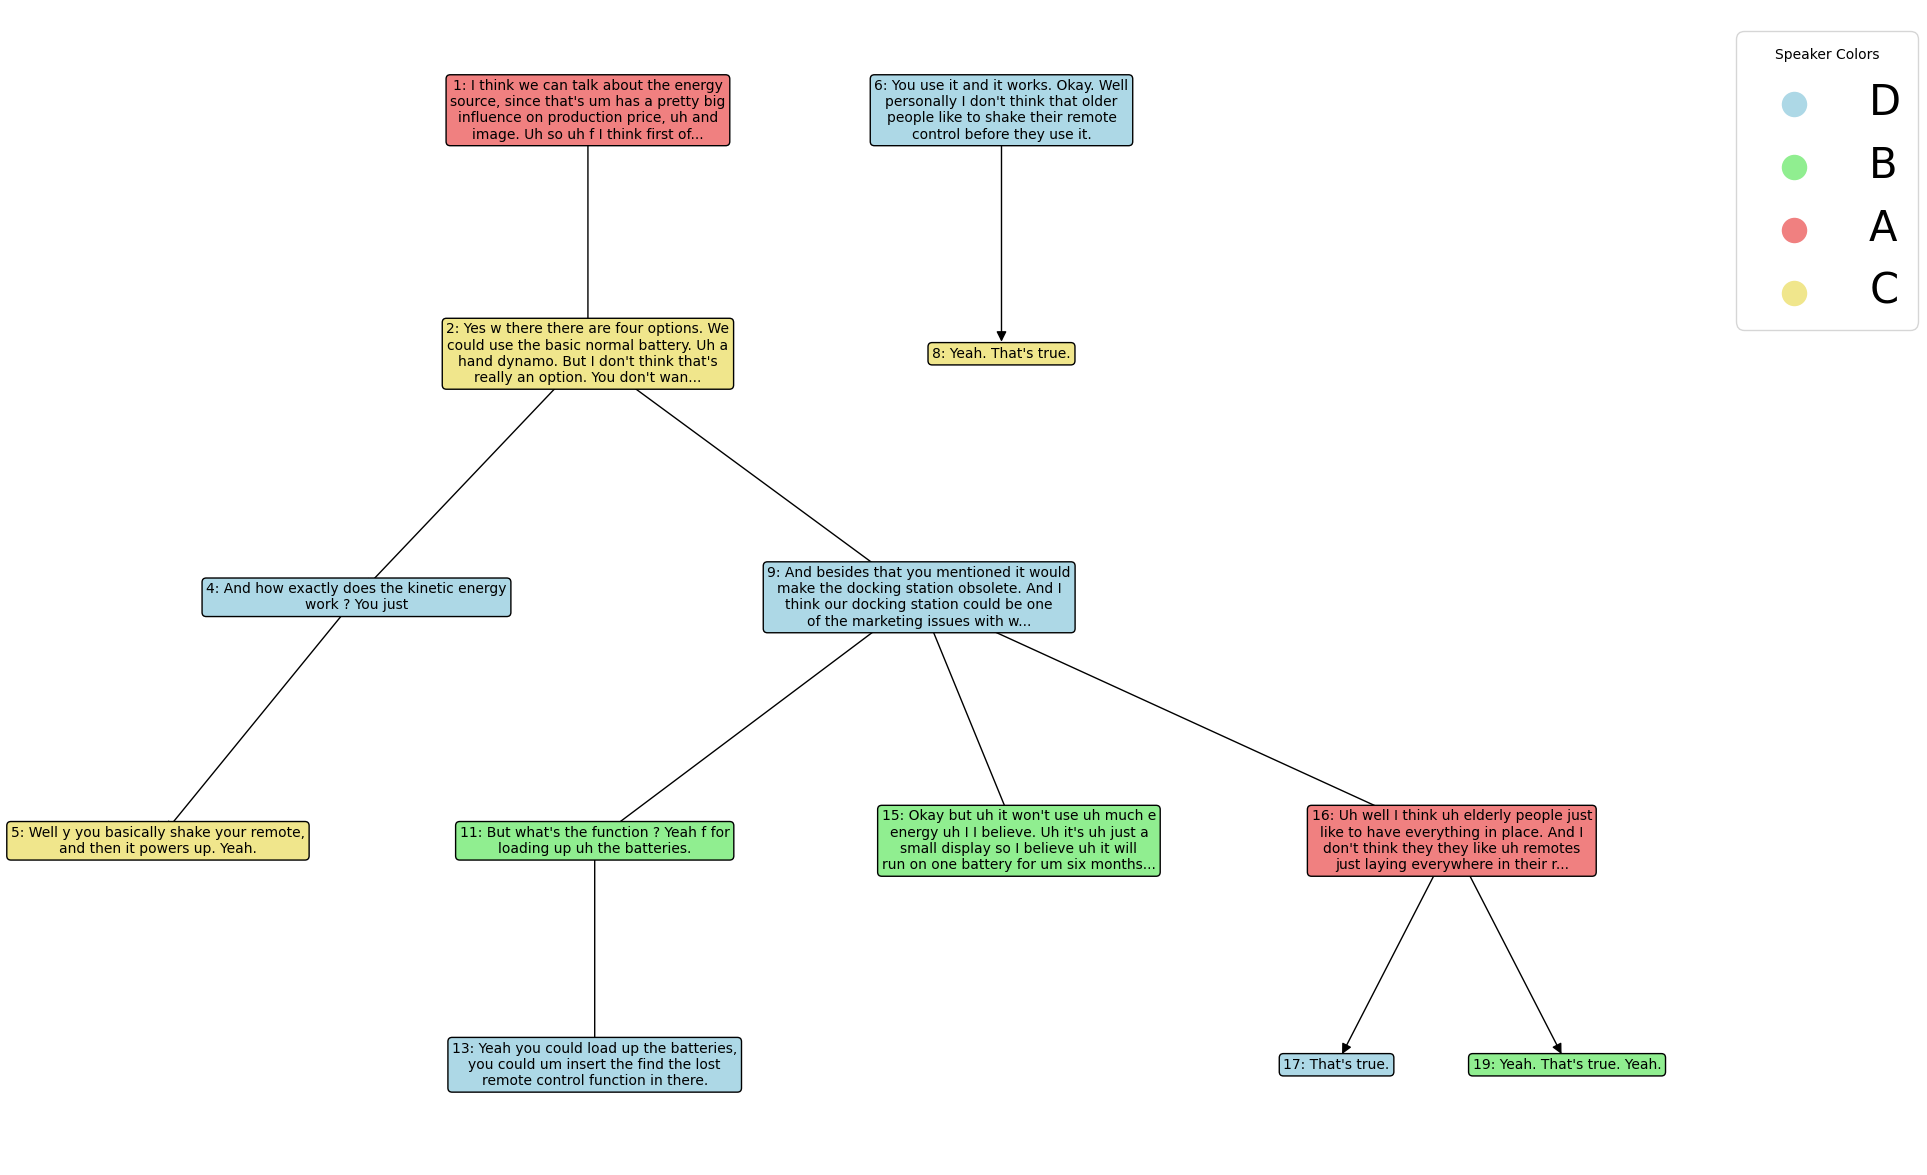 1: I think we can talk about the energy
source, since that's um has a pretty big
influence on production price, uh and
image. Uh so uh f I think first of...
6: You use it and it works. Okay. Well
personally I don't think that older
people like to shake their remote
control before they use it.
Speaker Colors
D
B
A
C
2: Yes w there there are four options. We
could use the basic normal battery. Uh a
hand dynamo. But I don't think that's
really an option. You don't wan...
8: Yeah. That's true.
4: And how exactly does the kinetic energy
work ? You just
9: And besides that you mentioned it would
make the docking station obsolete. And I
think our docking station could be one
of the marketing issues with w...
5: Well y you basically shake your remote,
and then it powers up. Yeah.
11: But what's the function ? Yeah f for
loading up uh the batteries.
15: Okay but uh it won't use uh much e
energy uh I I believe. Uh it's uh just a
small display so I believe uh it will
run on one battery for um six months...
16: Uh well I think uh elderly people just
like to have everything in place. And I
don't think they they like uh remotes
just laying everywhere in their r...
13: Yeah you could load up the batteries,
you could um insert the find the lost
remote control function in there.
17: That's true.
19: Yeah. That's true. Yeah.